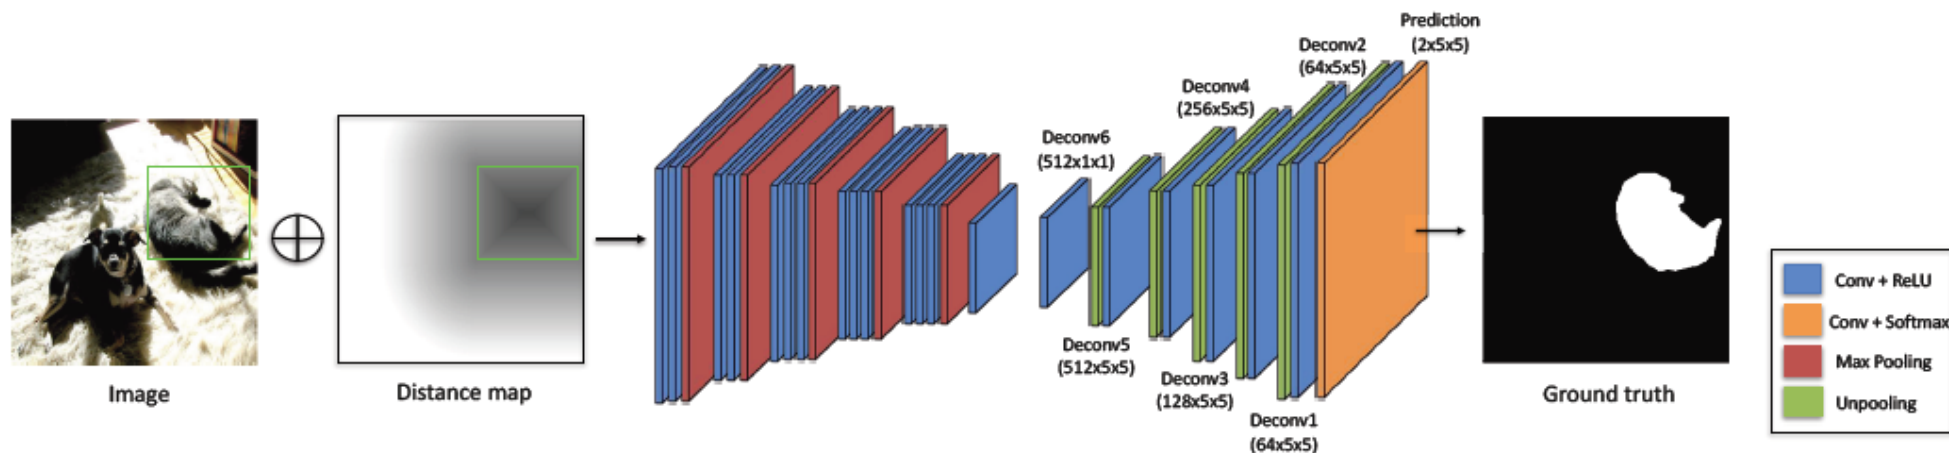 Image
Distance map
Deconv6
(512x1x1)
Deconv5
(512x5x5)
Deconv4
(256x5x5)
Deconv3
(128x5x5)
Deconv2
(64x5x5)
Deconv1
(64x5x5)
Prediction
(2x5x5)
Ground truth
Conv + ReLU
Conv + Softmax
Max Pooling
Unpooling